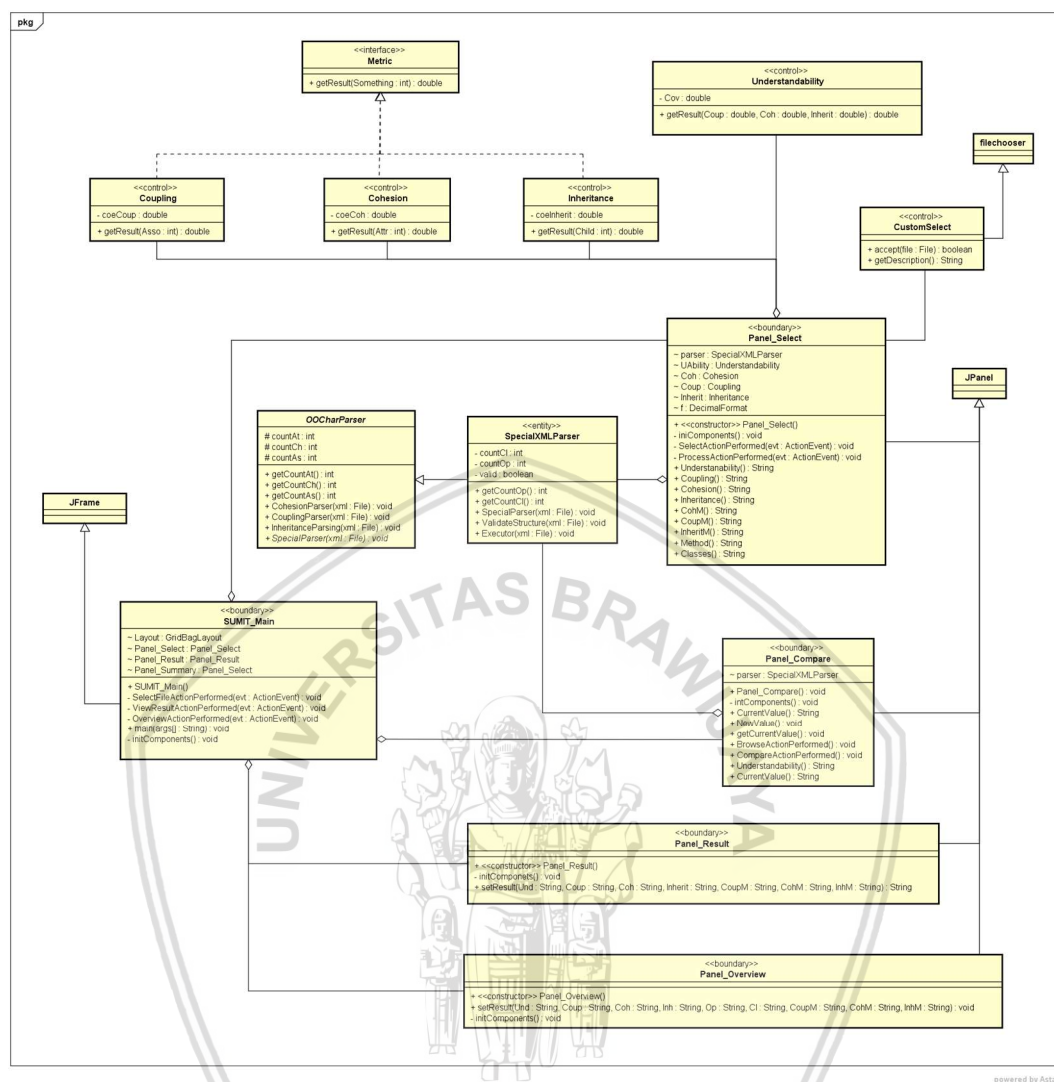 pkg
<<interface>>
Metric
+ getResult(Something : int) : double
<<control>>
Understandability
- Cov : double
+ getResult(Coup : double, Coh : double, Inherit : double) : double
filechooser
<<control>>
Coupling
- coeCoup : double
+ getResult(Asso : int) : double
<<control>>
Cohesion
- coeCoh : double
+ getResult(Attr : int) : double
<<control>>
Inheritance
- coeInherit : double
+ getResult(Child : int) : double
<<control>>
CustomSelect
+ accept(file : File) : boolean
+ getDescription() : String
<<boundary>>
Panel_Select
~ parser : SpecialXMLParser
~ UAbility : Understandability
~ Coh : Cohesion
~ Coup : Coupling
~ Inherit : Inheritance
~ f : DecimalFormat
+ <<constructor>> Panel_Select()
- iniComponents() : void
- SelectActionPerformed(evt : ActionEvent) : void
- ProcessActionPerformed(evt : ActionEvent) : void
+ Understandability() : String
+ Coupling() : String
+ Cohesion() : String
+ Inheritance() : String
+ CohM() : String
+ CoupM() : String
+ InheritM() : String
+ Method() : String
+ Classes() : String
JPanel
OOCharParser
# countAt : int
# countCh : int
# countAs : int
+ getCountAt() : int
+ getCountCh() : int
+ getCountAs() : int
+ CohesionParser(xml : File) : void
+ CouplingParser(xml : File) : void
+ InheritanceParsing(xml : File) : void
+ SpecialParser(xml : File) : void
<<entity>>
SpecialXMLParser
- countCl : int
- countOp : int
- valid : boolean
+ getCountOp() : int
+ getCountCl() : int
+ SpecialParser(xml : File) : void
+ ValidateStructure(xml : File) : void
+ Executor(xml : File) : void
JFrame
<<boundary>>
SUMIT_Main
~ Layout : GridBagLayout
~ Panel_Select : Panel_Select
~ Panel_Result : Panel_Result
~ Panel_Summary : Panel_Select
+ SUMIT_Main()
- SelectFileActionPerformed(evt : ActionEvent) : void
- ViewResultActionPerformed(evt : ActionEvent) : void
- OverviewActionPerformed(evt : ActionEvent) : void
+ main(args[] : String) : void
- initComponents() : void
<<boundary>>
Panel_Compare
~ parser : SpecialXMLParser
+ Panel_Compare() : void
- intComponents() : void
+ CurrentValue() : String
+ NewValue() : void
+ getCurrentValue() : void
+ BrowseActionPerformed() : void
+ CompareActionPerformed() : void
+ Understandability() : String
+ CurrentValue() : String
<<boundary>>
Panel_Result
+ <<constructor>> Panel_Result()
- initComponets() : void
+ setResult(Und : String, Coup : String, Coh : String, Inherit : String, CoupM : String, CohM : String, InhM : String) : String
<<boundary>>
Panel_Overview
+ <<constructor>> Panel_Overview()
+ setResult(Und : String, Coup : String, Coh : String, Inh : String, Op : String, Cl : String, CoupM : String, CohM : String, InhM : String) : void
- initComponents() : void
UNIVERSITAS BRAWIJAYA
powered by Asta